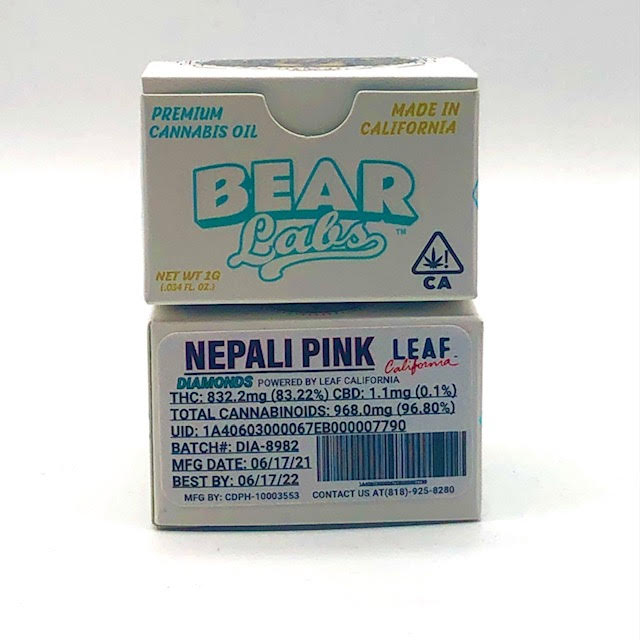 PREMIUM
CANNABIS OIL
MADE IN
CALIFORNIA
BEAR
Labs™
NET WT 1G
(.034 FL. OZ.)
CA
NEPALI PINK
LEAF
California
DIAMONDS POWERED BY LEAF CALIFORNIA
THC: 832.2mg (83.22%) CBD: 1.1mg (0.1%)
TOTAL CANNABINOIDS: 968.0mg (96.80%)
UID: 1A40603000067EB000007790
BATCH#: DIA-8982
MFG DATE: 06/17/21
BEST BY: 06/17/22
MFG BY: CDPH-10003553 CONTACT US AT(818)-925-8280